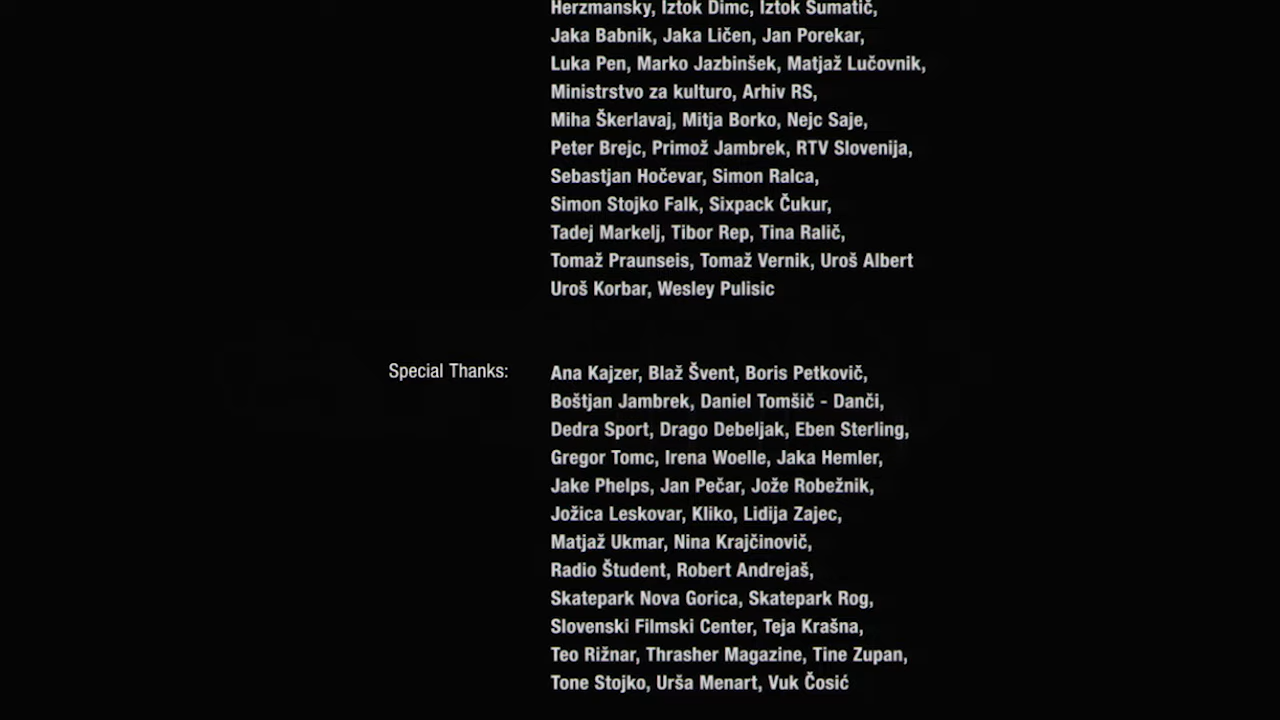 Herzmansky, Iztok Dimc, Iztok Šumatič,
Jaka Babnik, Jaka Ličen, Jan Porekar,
Luka Pen, Marko Jazbinšek, Matjaž Lučovnik,
Ministrstvo za kulturo, Arhiv RS,
Miha Škerlavaj, Mitja Borko, Nejc Saje,
Peter Brejc, Primož Jambrek, RTV Slovenija,
Sebastjan Hočevar, Simon Ralca,
Simon Stojko Falk, Sixpack Čukur,
Tadej Markelj, Tibor Rep, Tina Ralič,
Tomaž Praunseis, Tomaž Vernik, Uroš Albert
Uroš Korbar, Wesley Pulisic
Special Thanks: Ana Kajzer, Blaž Švent, Boris Petkovič,
Boštjan Jambrek, Daniel Tomšič - Danči,
Dedra Sport, Drago Debeljak, Eben Sterling,
Gregor Tomc, Irena Woelle, Jaka Hemler,
Jake Phelps, Jan Pečar, Jože Robežnik,
Jožica Leskovar, Kliko, Lidija Zajec,
Matjaž Ukmar, Nina Krajčinovič,
Radio Študent, Robert Andrejaš,
Skatepark Nova Gorica, Skatepark Rog,
Slovenski Filmski Center, Teja Krašna,
Teo Rižnar, Thrasher Magazine, Tine Zupan,
Tone Stojko, Urša Menart, Vuk Ćosić